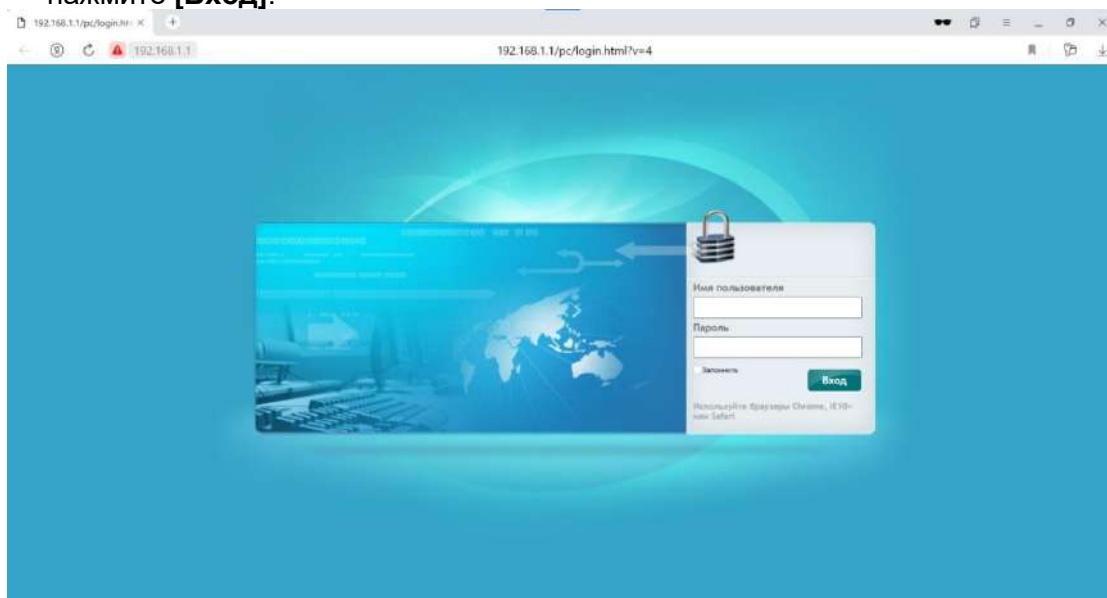 нажмите [Вход].
192.168.1.1/pc/login.ht
192.168.1.1
192.168.1.1/pc/login.html?v=4
Имя пользователя
Пароль
Запомнить
Вход
Используйте браузеры Chrome, IE10+
или Safari